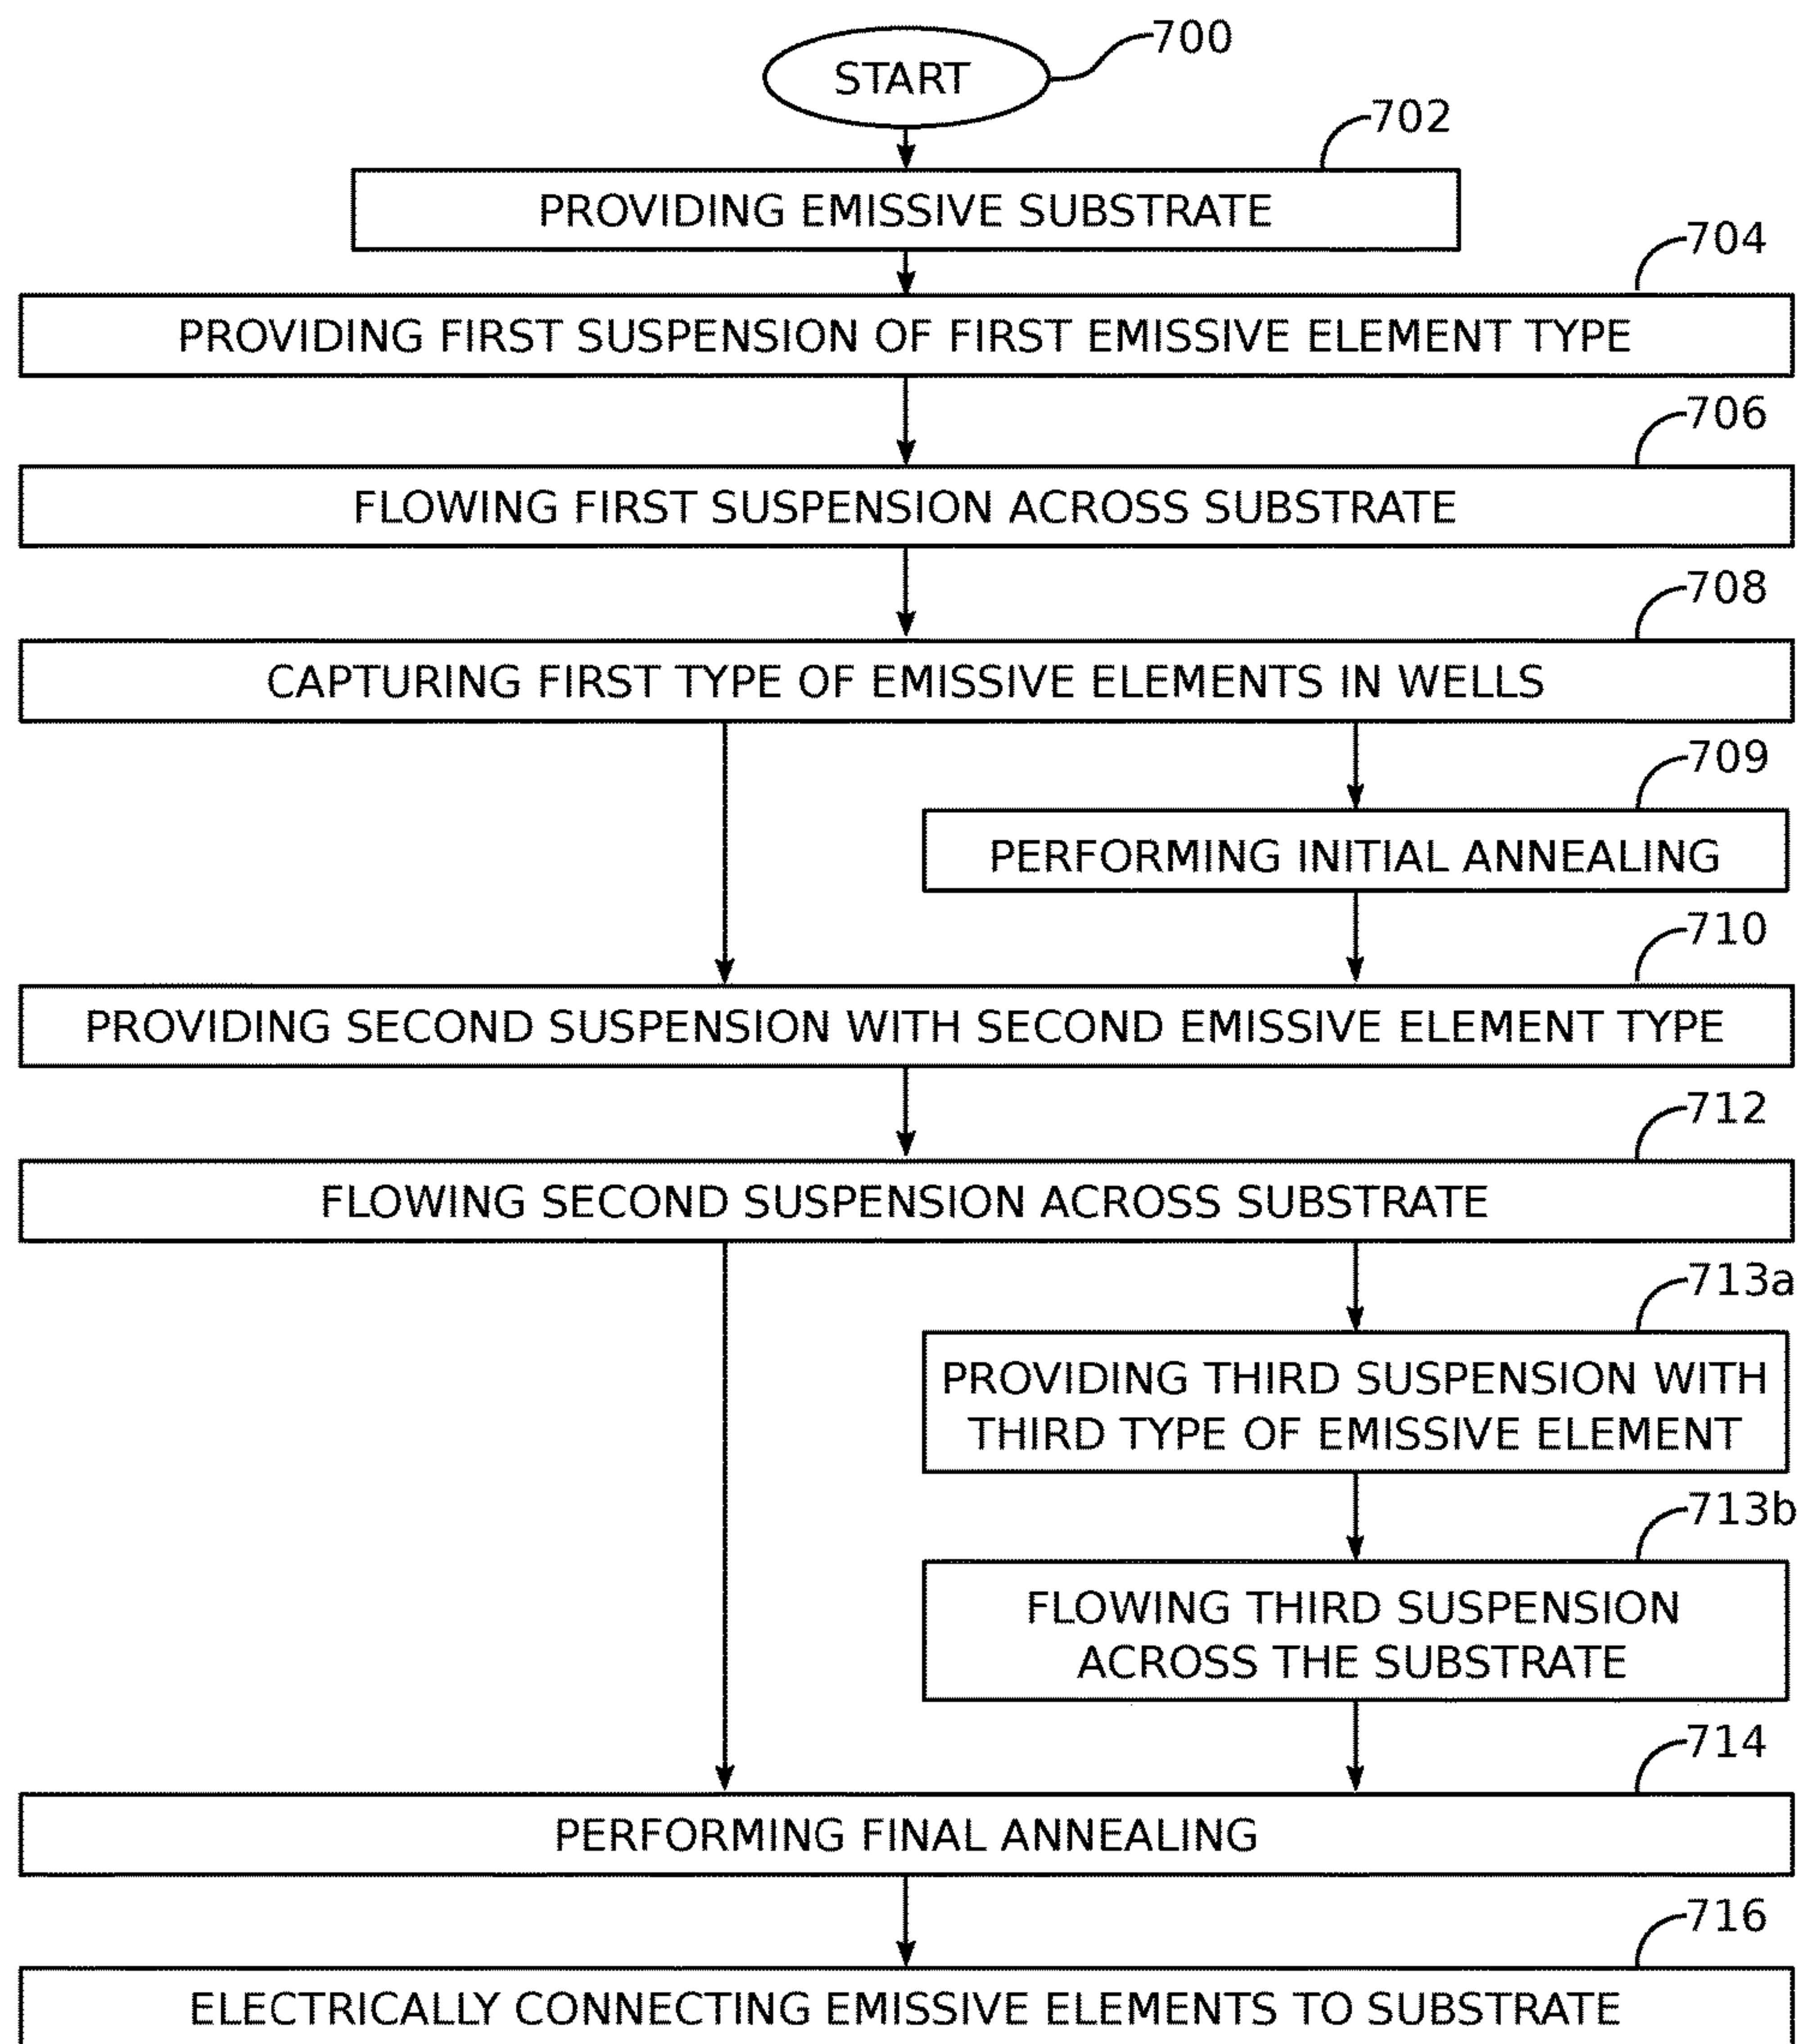 START
700
702
PROVIDING EMISSIVE SUBSTRATE
704
PROVIDING FIRST SUSPENSION OF FIRST EMISSIVE ELEMENT TYPE
706
FLOWING FIRST SUSPENSION ACROSS SUBSTRATE
708
CAPTURING FIRST TYPE OF EMISSIVE ELEMENTS IN WELLS
709
PERFORMING INITIAL ANNEALING
710
PROVIDING SECOND SUSPENSION WITH SECOND EMISSIVE ELEMENT TYPE
712
FLOWING SECOND SUSPENSION ACROSS SUBSTRATE
713a
PROVIDING THIRD SUSPENSION WITH
THIRD TYPE OF EMISSIVE ELEMENT
713b
FLOWING THIRD SUSPENSION
ACROSS THE SUBSTRATE
714
PERFORMING FINAL ANNEALING
716
ELECTRICALLY CONNECTING EMISSIVE ELEMENTS TO SUBSTRATE